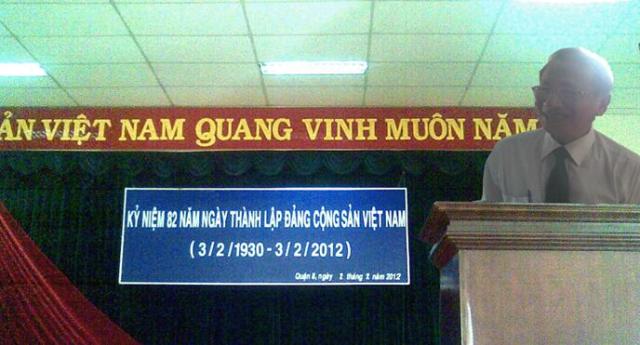 ẢN VIỆT NAM QUANG VINH MUÔN NĂM
KỶ NIỆM 82 NĂM NGÀY THÀNH LẬP ĐẢNG CỘNG SẢN VIỆT NAM
( 3 / 2 / 1930 - 3 / 2 / 2012 )
Quận 8, ngày 2 tháng 2 năm 2012